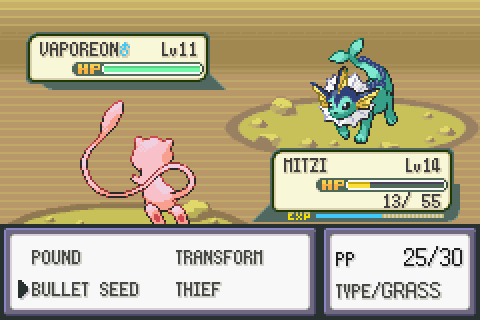 VAPOREON♂ Lv11
HP
MITZI Lv14
HP
13/ 55
EXP
POUND TRANSFORM
▶BULLET SEED THIEF
PP 25/30
TYPE/GRASS